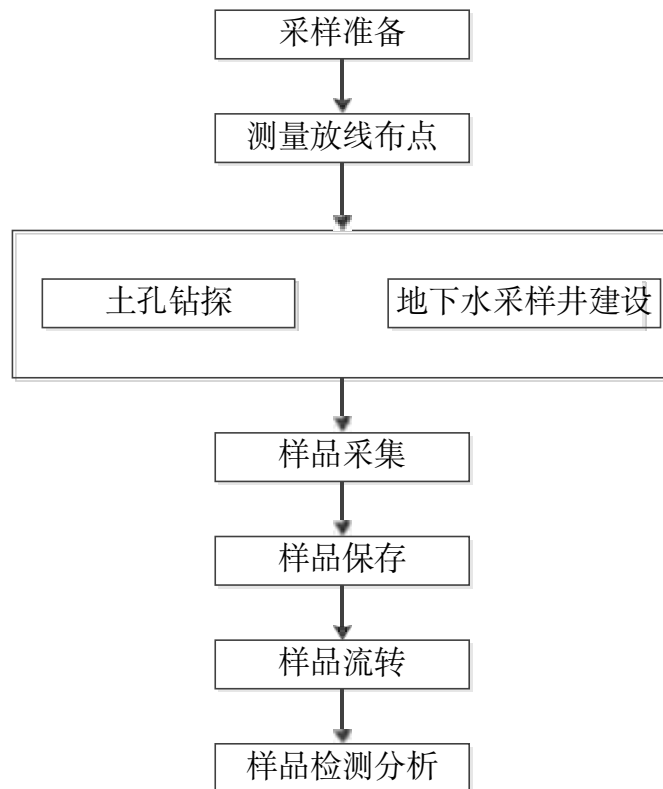 采样准备
测量放线布点
土孔钻探
地下水采样井建设
样品采集
样品保存
样品流转
样品检测分析